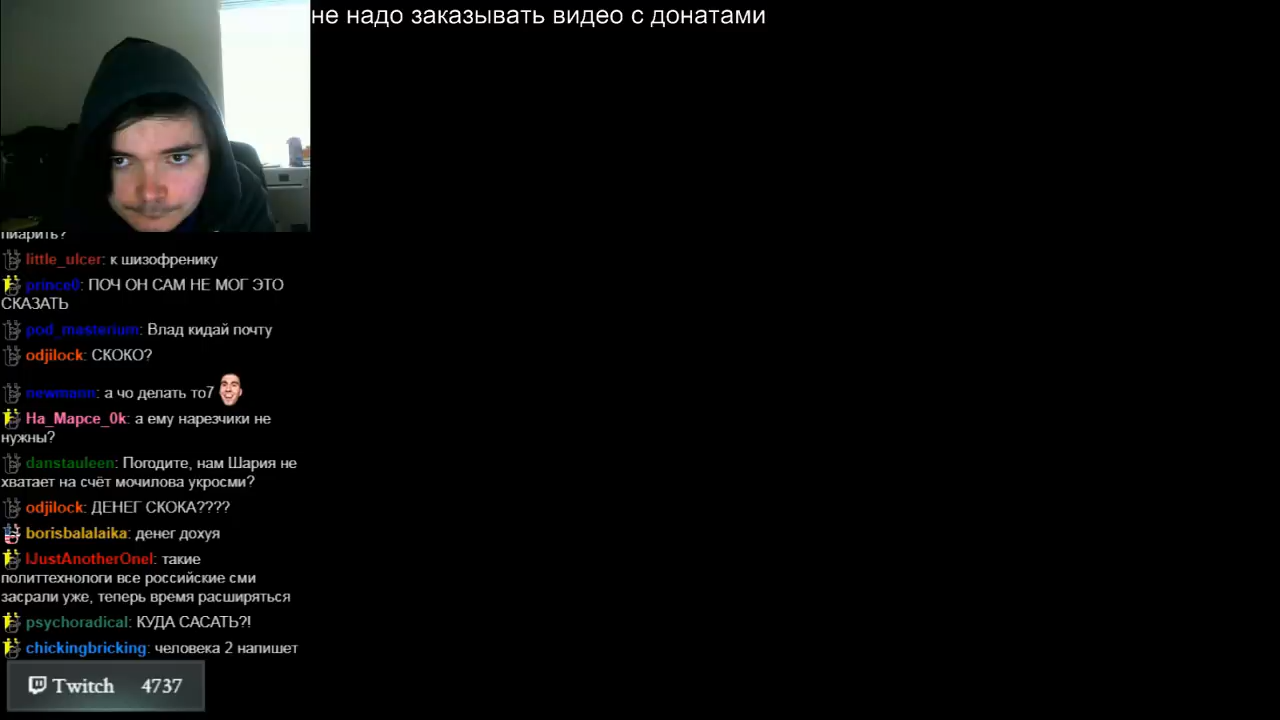 не надо заказывать видео с донатами
пиарить?
little_ulcer: к шизофренику
prince0: ПОЧ ОН САМ НЕ МОГ ЭТО
СКАЗАТЬ
pod_masterium: Влад кидай почту
odjilock: СКОКО?
newmann: а чо делать то7
На_Марсе_0k: а ему нарезчики не
нужны?
danstauleen: Погодите, нам Шария не
хватает на счёт мочилова укросми?
odjilock: ДЕНЕГ СКОКА????
borisbalalaika: денег дохуя
IJustAnotherOneI: такие
политтехнологи все российские сми
засрали уже, теперь время расширяться
psychoradical: КУДА САСАТЬ?!
chickingbricking: человека 2 напишет
Twitch 4737